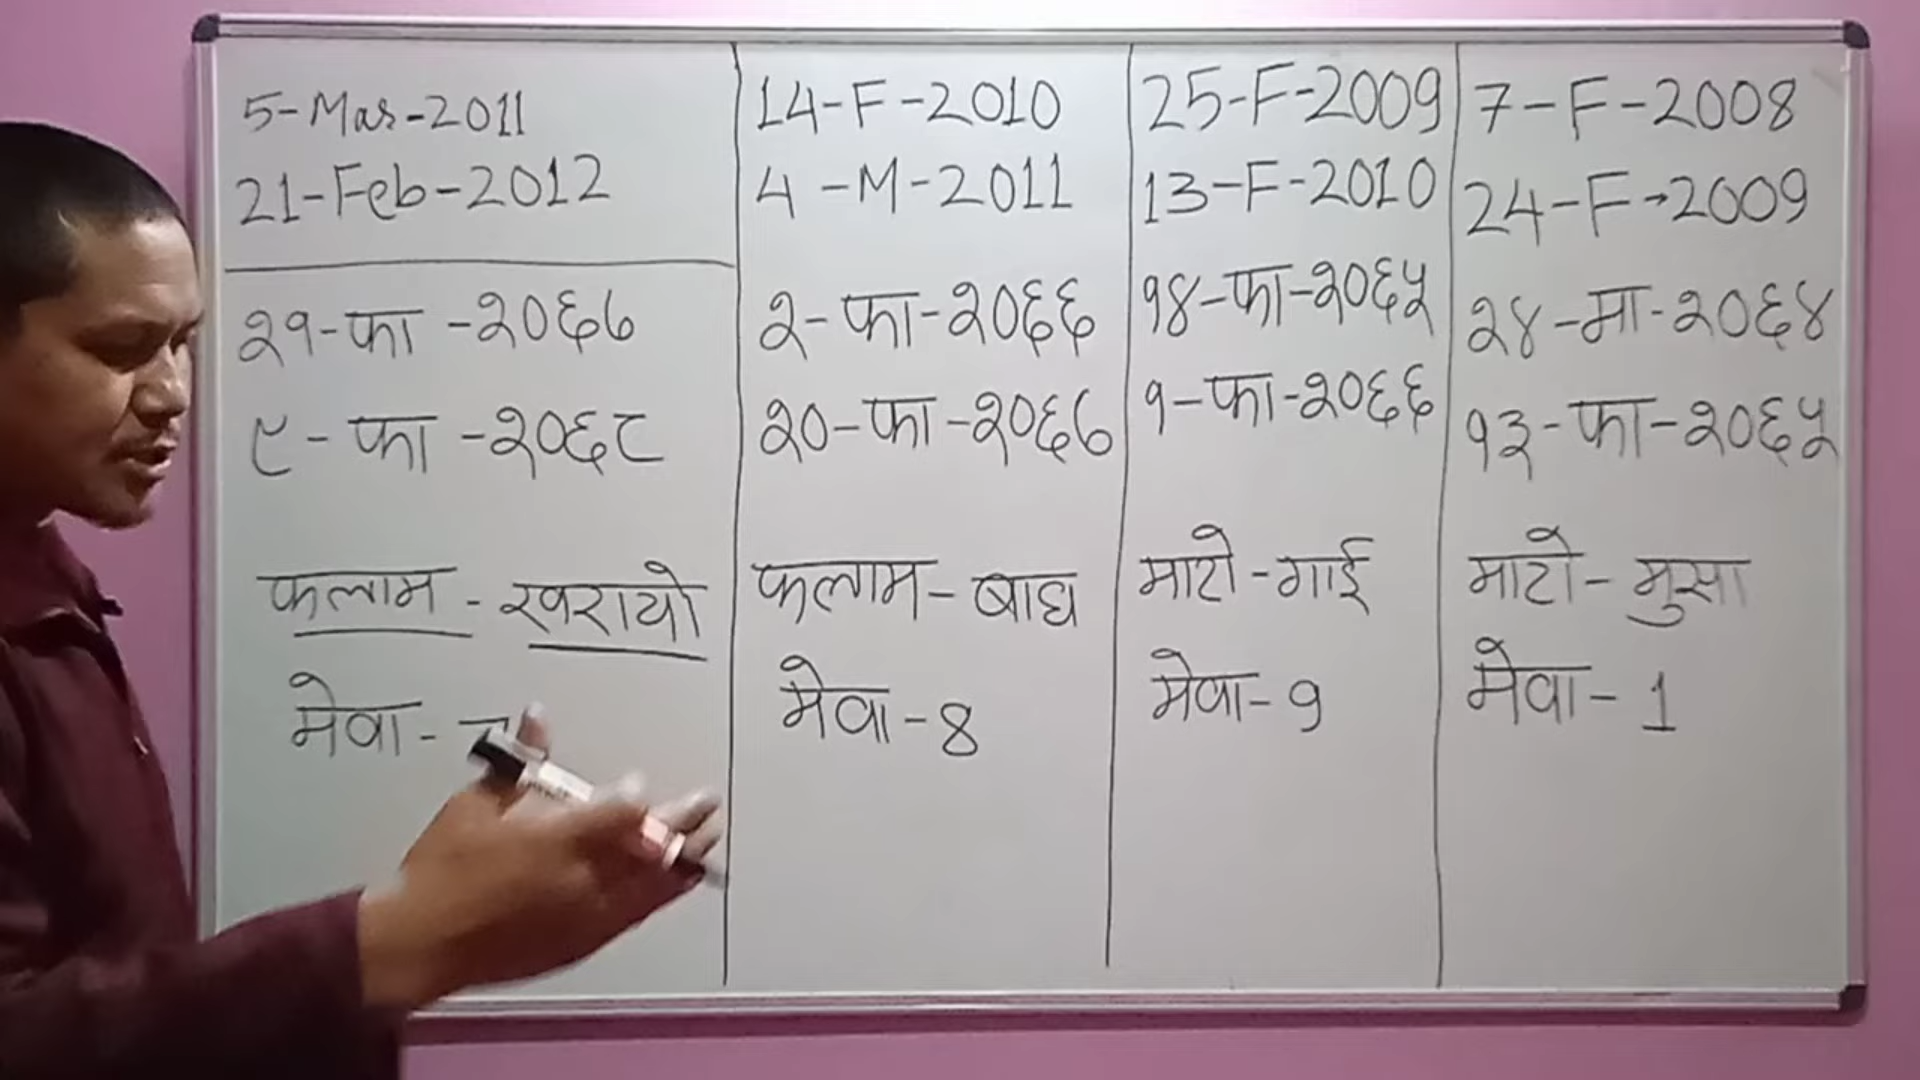 5-Mar-2011
21-Feb-2012
२१-फा-२०६७
९-फा-२०६८
फलाम-खरायो
मेवा-
14-F-2010
4-M-2011
२-फा-२०६६
२०-फा-२०६७
फलाम-बाघ
मेवा-8
25-F-2009
13-F-2010
१४-फा-२०६५
१-फा-२०६६
माटो-गाई
मेवा-9
7-F-2008
24-F-2009
२४-मा-२०६४
१३-फा-२०६५
माटो-मुसा
मेवा-1